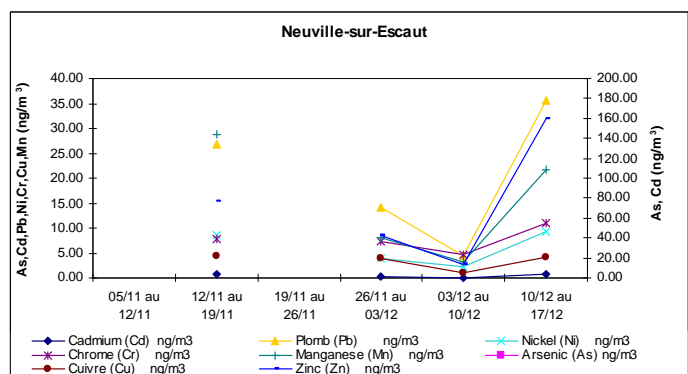 Neuville-sur-Escaut
As,Cd,Pb,Ni,Cr,Cu,Mn (ng/m³)
40.00
35.00
30.00
25.00
20.00
15.00
10.00
5.00
0.00
200.00
180.00
160.00
140.00
120.00
100.00
80.00
60.00
40.00
20.00
0.00
As, Cd (ng/m³)
05/11 au 12/11 au 19/11 au 26/11 au 03/12 au 10/12 au
12/11 19/11 26/11 03/12 10/12 17/12
Cadmium (Cd) ng/m3 Plomb (Pb) ng/m3 Nickel (Ni) ng/m3
Chrome (Cr) ng/m3 Manganese (Mn) ng/m3 Arsenic (As) ng/m3
Cuivre (Cu) ng/m3 Zinc (Zn) ng/m3